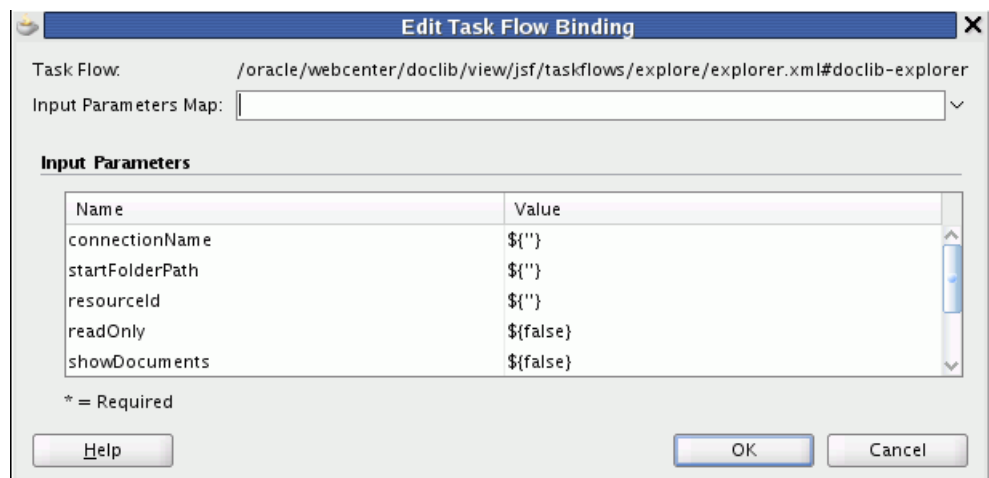 Edit Task Flow Binding
Task Flow: /oracle/webcenter/doclib/view/jsf/taskflows/explore/explorer.xml#doclib-explorer
Input Parameters Map:
Input Parameters
Name Value
connectionName ${''}
startFolderPath ${''}
resourceId ${''}
readOnly ${false}
showDocuments ${false}
* = Required
Help OK Cancel